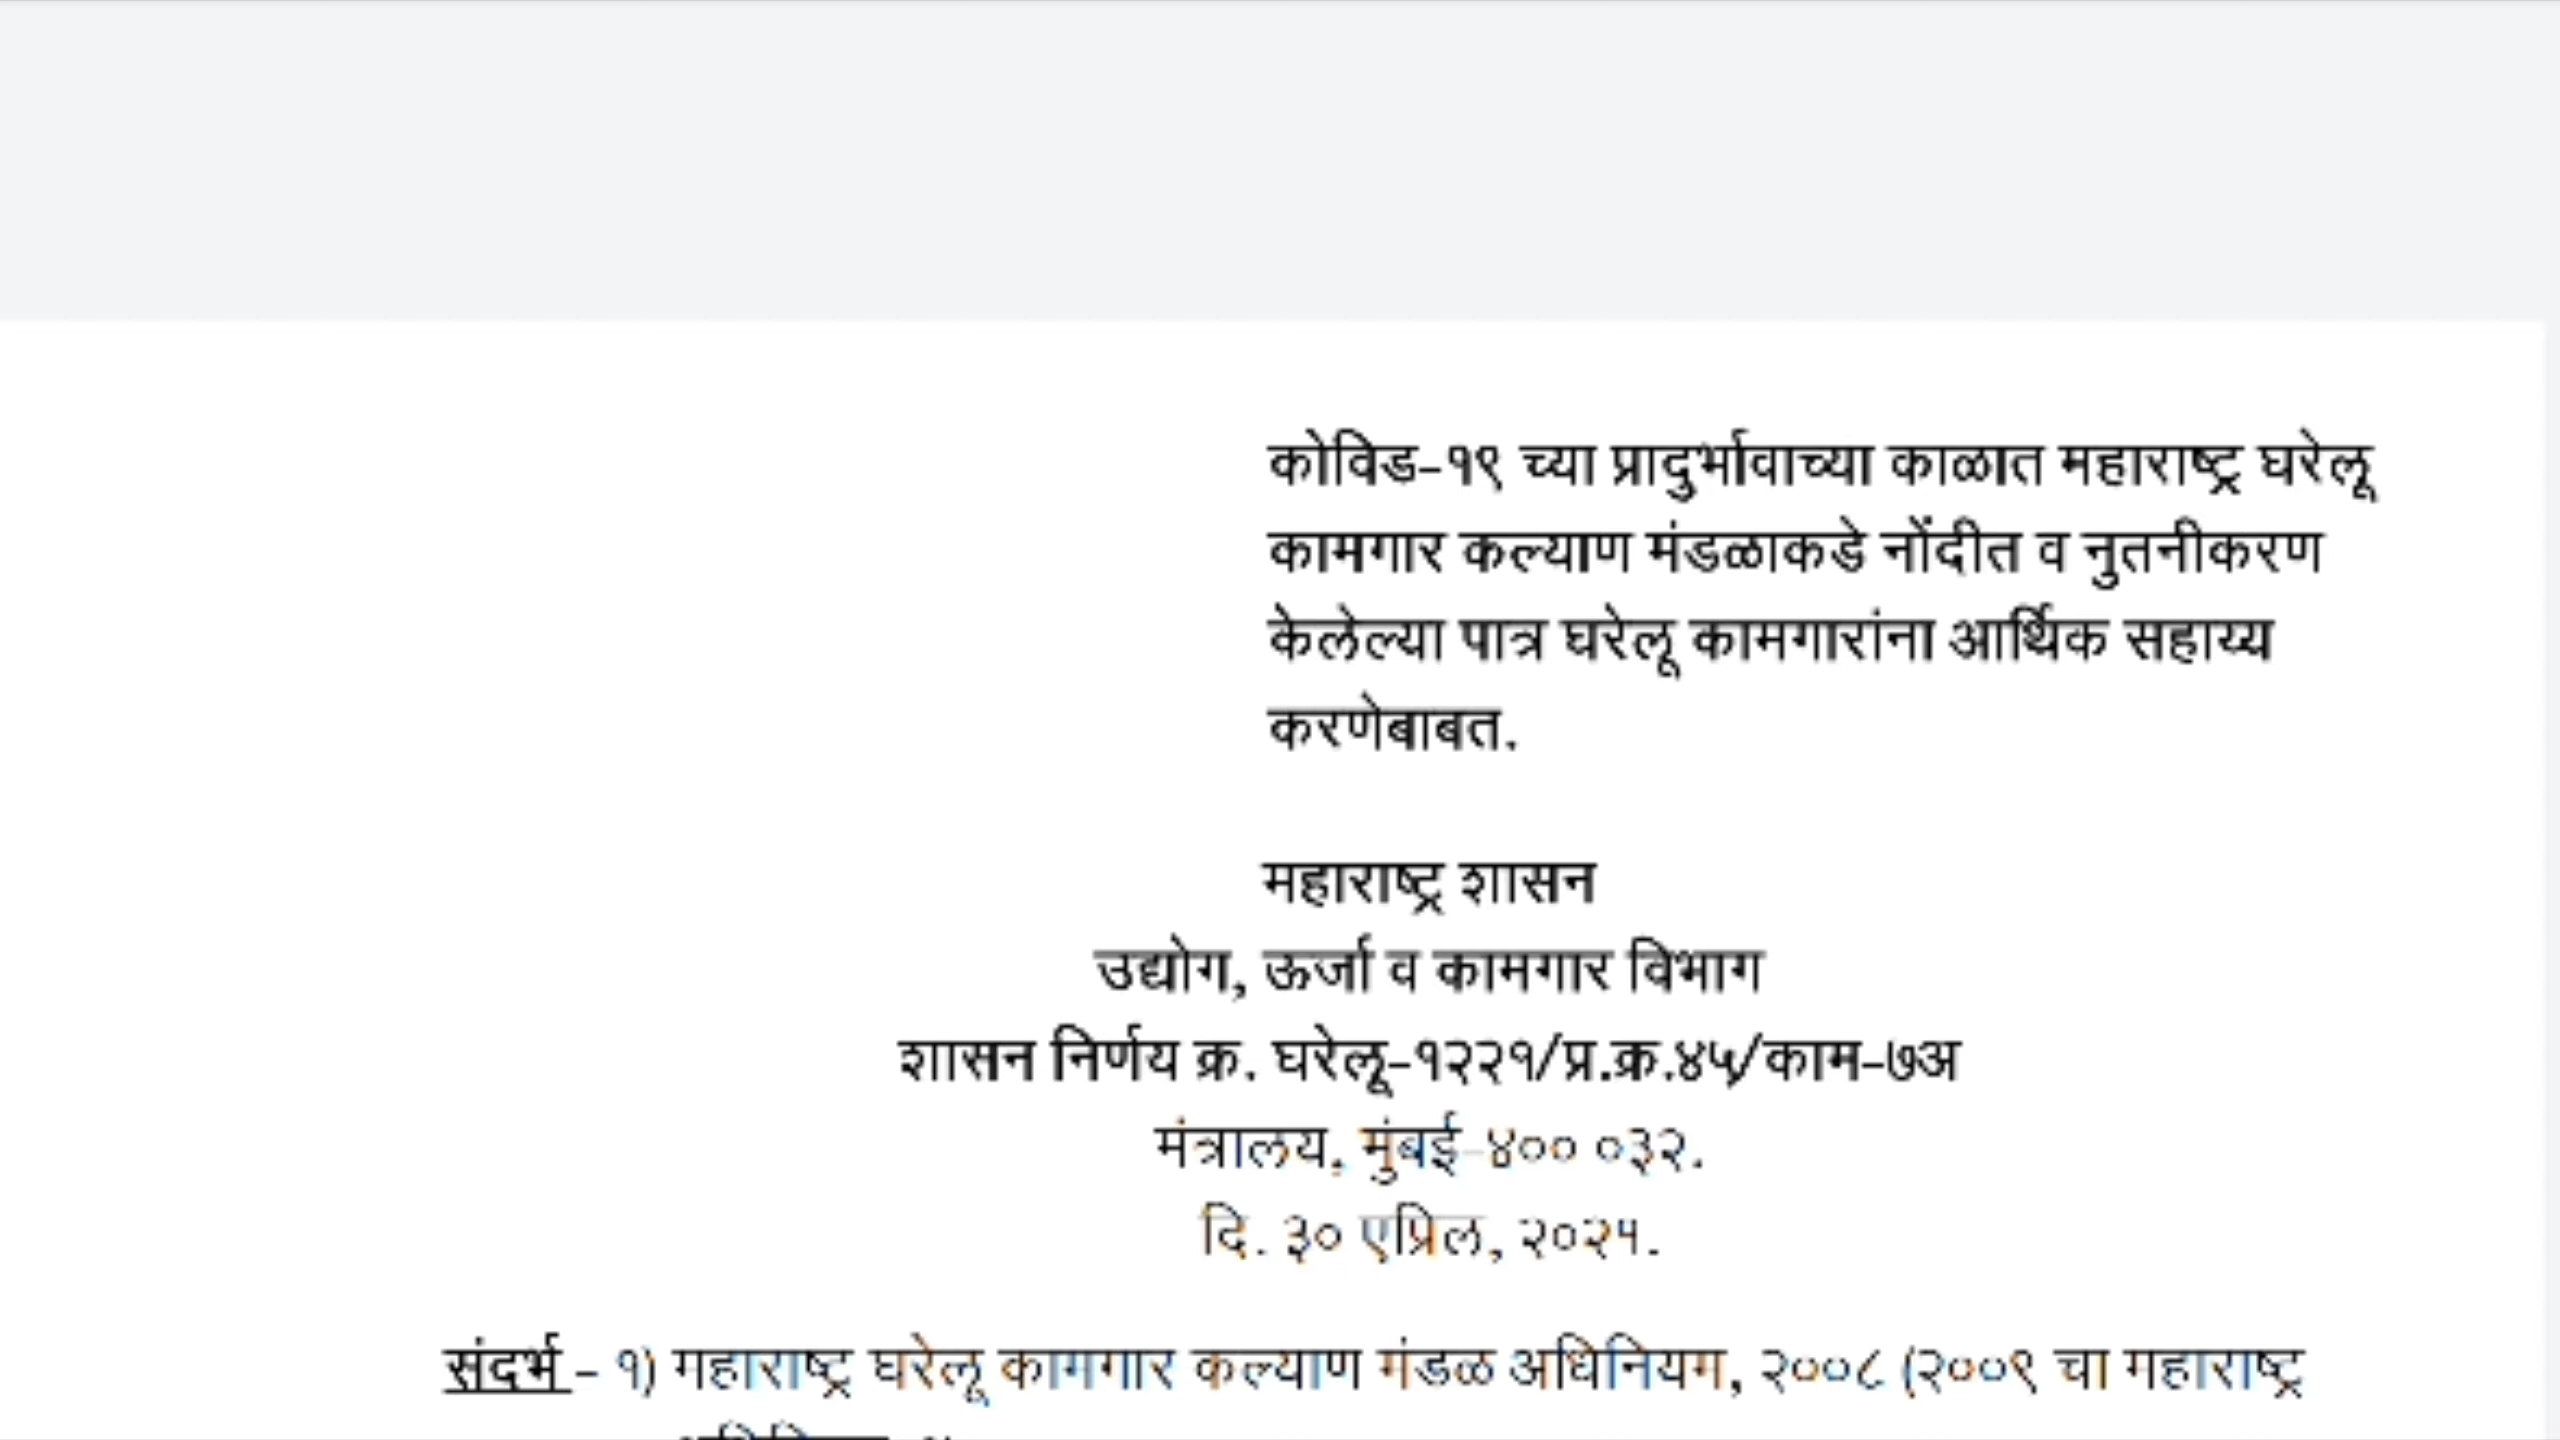 कोविड-१९ च्या प्रादुर्भावाच्या काळात महाराष्ट्र घरेलू
कामगार कल्याण मंडळाकडे नोंदीत व नुतनीकरण
केलेल्या पात्र घरेलू कामगारांना आर्थिक सहाय्य
करणेबाबत.
महाराष्ट्र शासन
उद्योग, ऊर्जा व कामगार विभाग
शासन निर्णय क्र. घरेलू-१२२१/प्र.क्र.४५/काम-७अ
मंत्रालय, मुंबई-४०० ०३२.
दि. ३० एप्रिल, २०२१.
संदर्भ - १) महाराष्ट्र घरेलू कामगार कल्याण मंडळ अधिनियम, २००८ (२००९ चा महाराष्ट्र